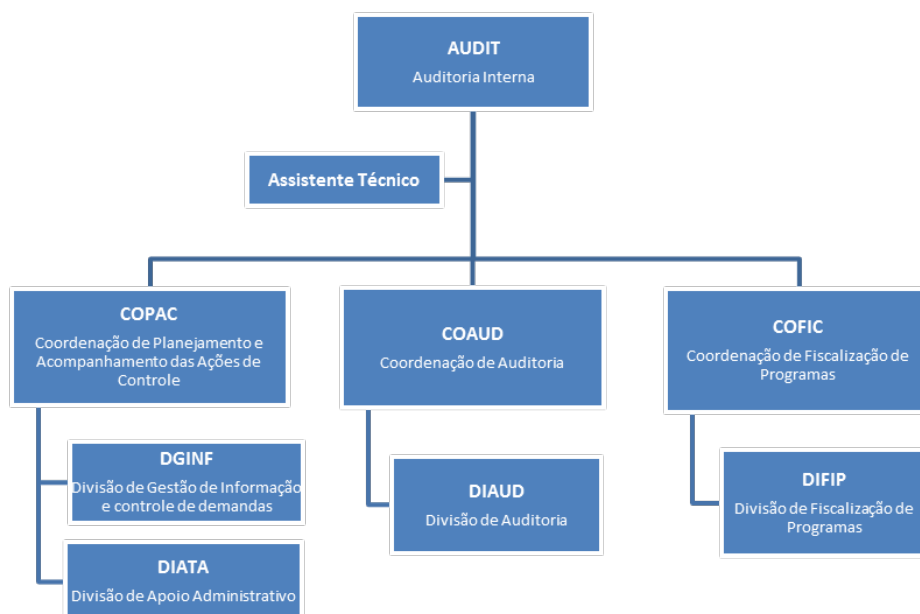 AUDIT
Auditoria Interna
Assistente Técnico
COPAC
Coordenação de Planejamento e
Acompanhamento das Ações de
Controle
COAUD
Coordenação de Auditoria
COFIC
Coordenação de Fiscalização de
Programas
DGINF
Divisão de Gestão de Informação
e controle de demandas
DIATA
Divisão de Apoio Administrativo
DIAUD
Divisão de Auditoria
DIFIP
Divisão de Fiscalização de
Programas